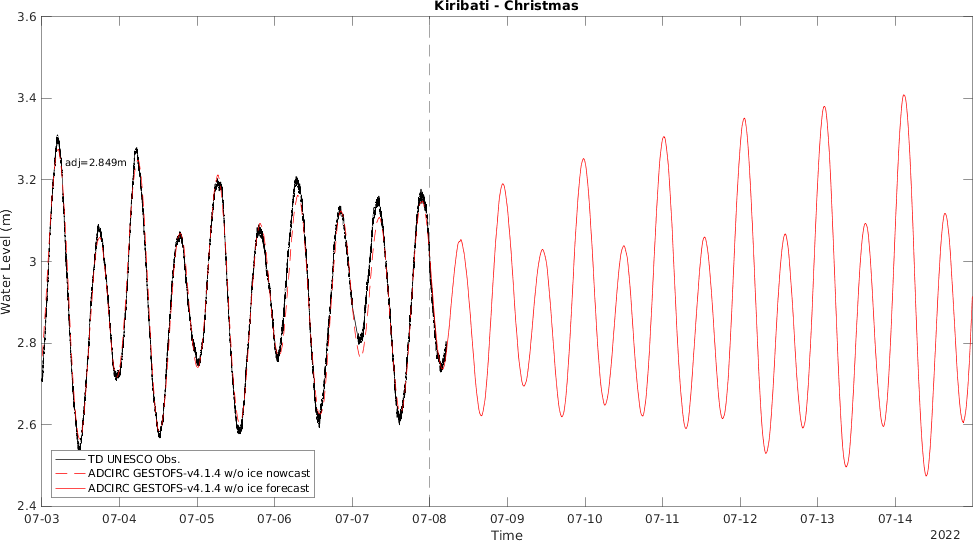 Kiribati - Christmas
3.6
3.4
3.2
3
2.8
2.6
2.4
Water Level (m)
adj=2.849m
TD UNESCO Obs.
ADCIRC GESTOFS-v4.1.4 w/o ice nowcast
ADCIRC GESTOFS-v4.1.4 w/o ice forecast
07-03 07-04 07-05 07-06 07-07 07-08 07-09 07-10 07-11 07-12 07-13 07-14
Time
2022